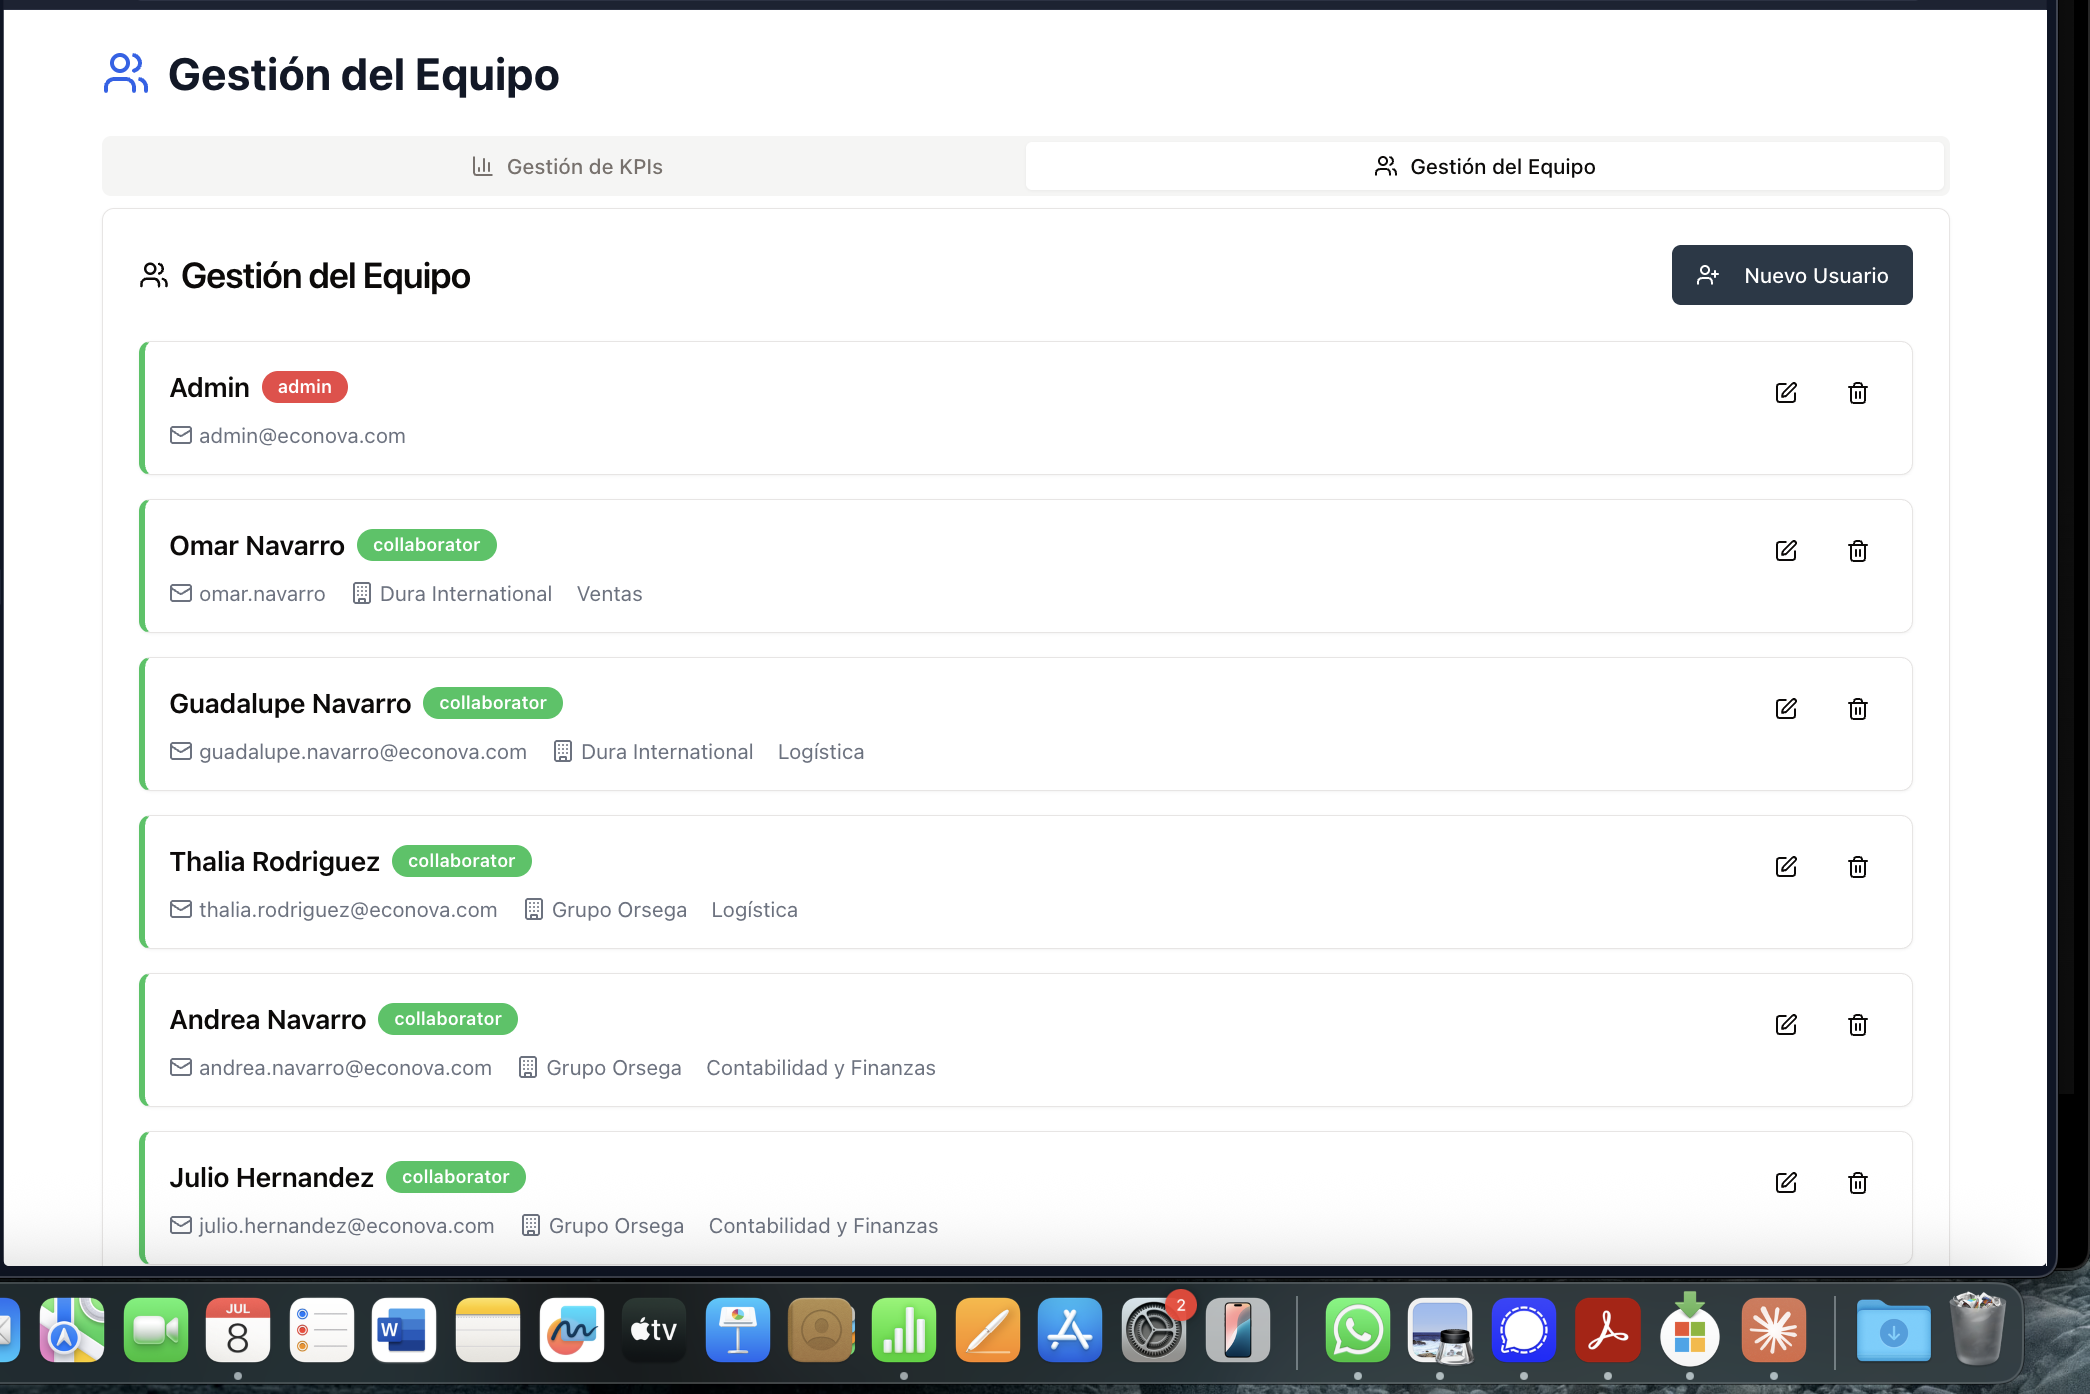 Gestión del Equipo
Gestión de KPIs
Gestión del Equipo
Gestión del Equipo
Nuevo Usuario
Admin admin
admin@econova.com
Omar Navarro collaborator
omar.navarro Dura International Ventas
Guadalupe Navarro collaborator
guadalupe.navarro@econova.com Dura International Logística
Thalia Rodriguez collaborator
thalia.rodriguez@econova.com Grupo Orsega Logística
Andrea Navarro collaborator
andrea.navarro@econova.com Grupo Orsega Contabilidad y Finanzas
Julio Hernandez collaborator
julio.hernandez@econova.com Grupo Orsega Contabilidad y Finanzas
JUL
8
W
tv
2